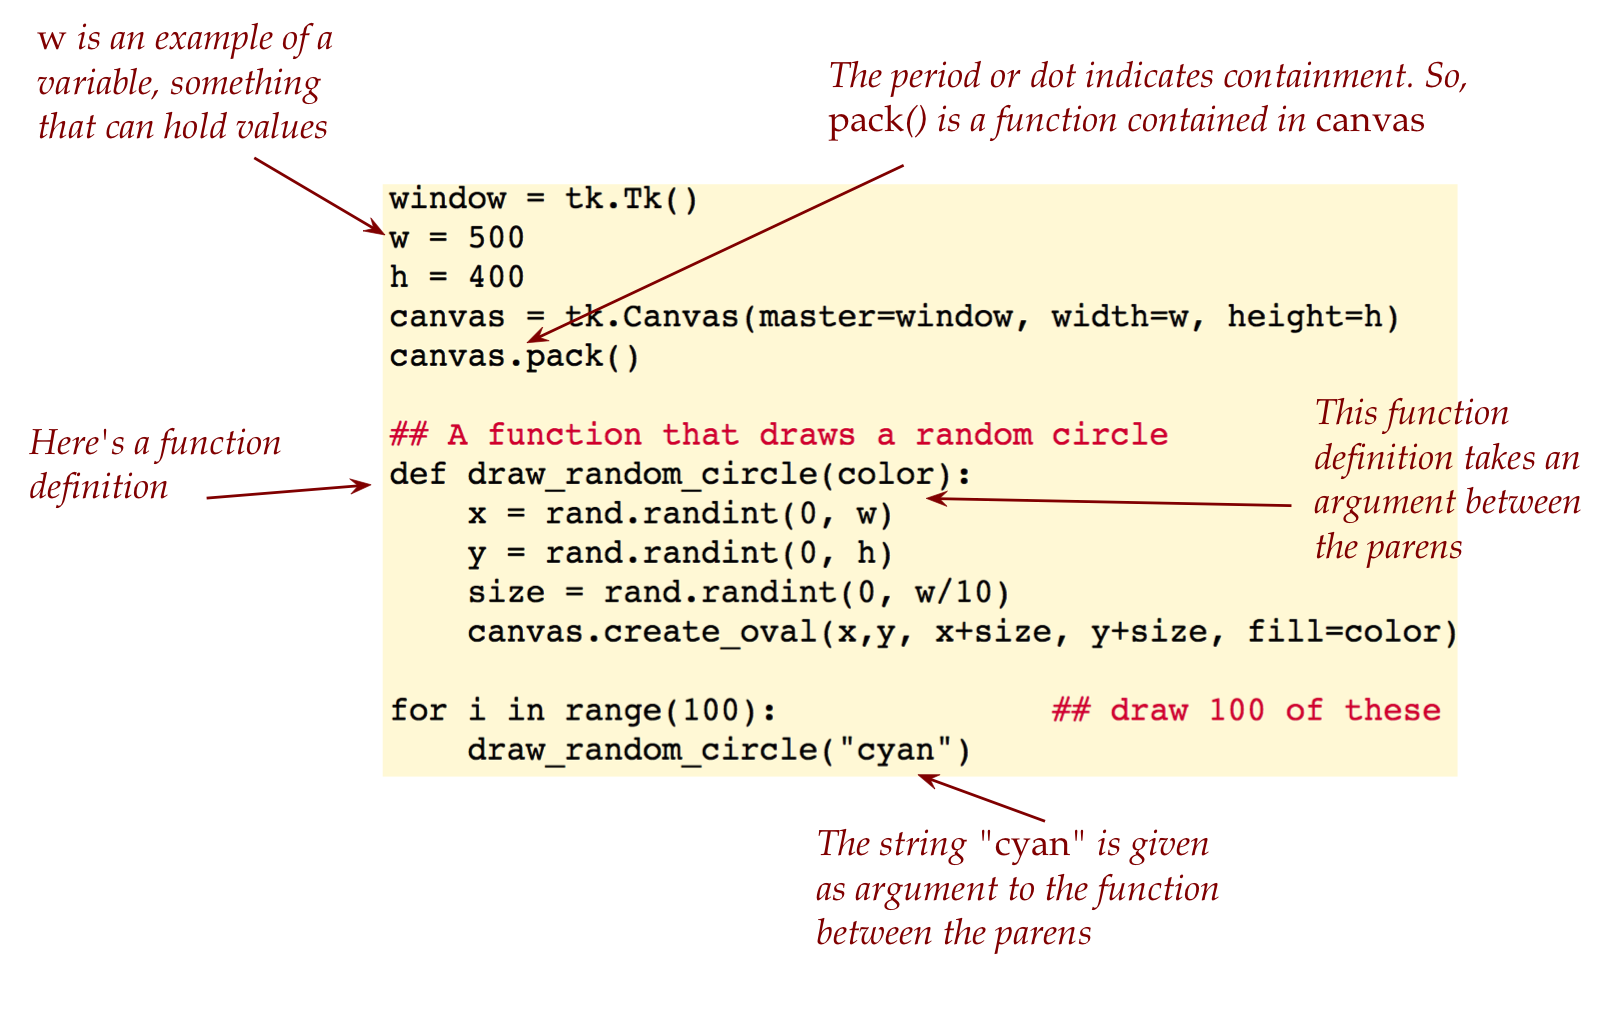 w is an example of a
variable, something
that can hold values
The period or dot indicates containment. So,
pack() is a function contained in canvas
window = tk.Tk()
w = 500
h = 400
canvas = tk.Canvas(master=window, width=w, height=h)
canvas.pack()
Here's a function
definition
## A function that draws a random circle
def draw_random_circle(color):
    x = rand.randint(0, w)
    y = rand.randint(0, h)
    size = rand.randint(0, w/10)
    canvas.create_oval(x,y, x+size, y+size, fill=color)
This function
definition takes an
argument between
the parens
for i in range(100):              ## draw 100 of these
    draw_random_circle("cyan")
The string "cyan" is given
as argument to the function
between the parens